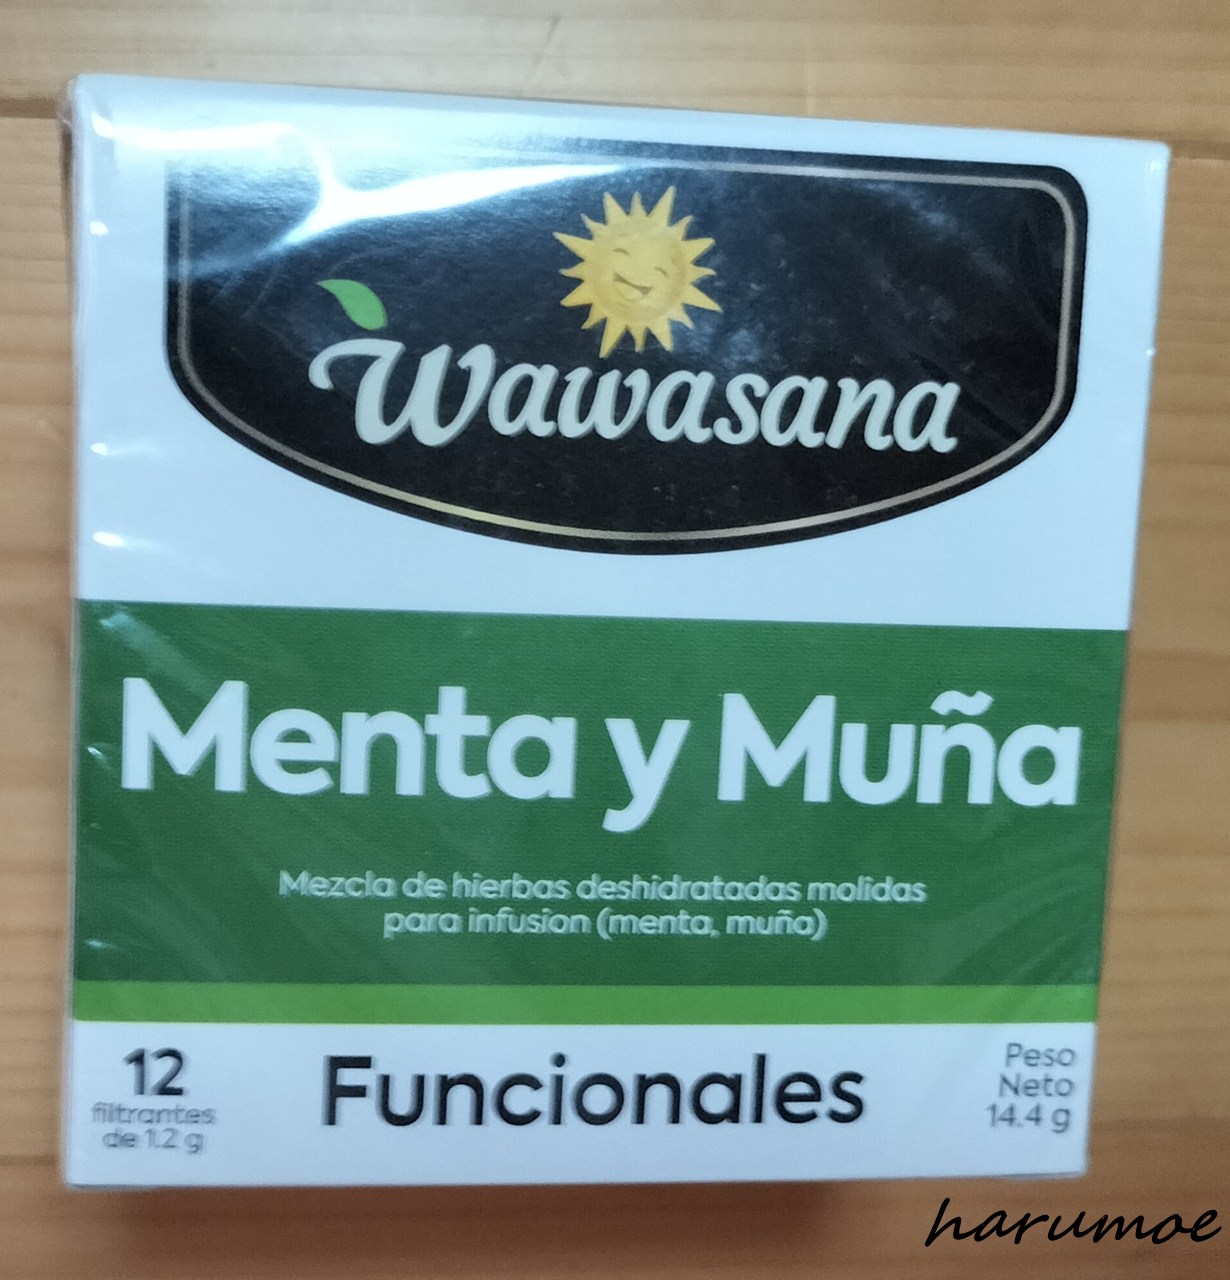 Wawasana
Menta y Muña
Mezcla de hierbas deshidratadas molidas
para infusion (menta, muña)
12
filtrantes
de 1.2 g
Funcionales
Peso
Neto
14.4 g
harumoe